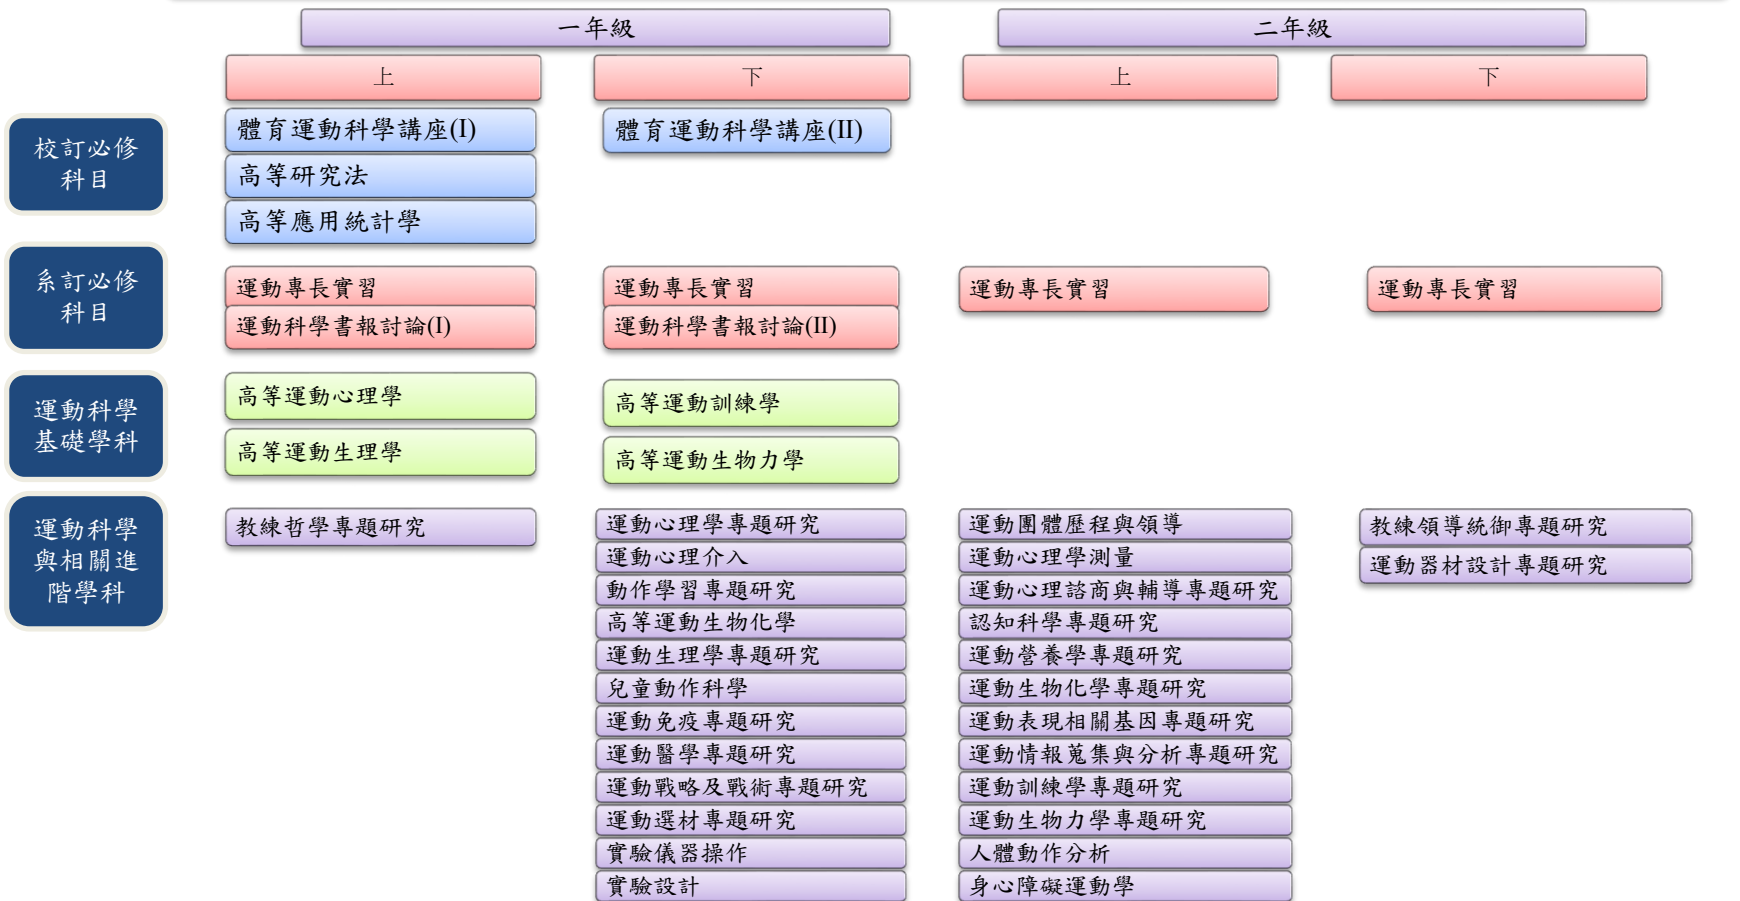 一年級
二年級
上
下
上
下
校訂必修
科目
體育運動科學講座(I)
體育運動科學講座(II)
高等研究法
高等應用統計學
系訂必修
科目
運動專長實習
運動專長實習
運動專長實習
運動專長實習
運動科學書報討論(I)
運動科學書報討論(II)
運動科學
基礎學科
高等運動心理學
高等運動訓練學
高等運動生理學
高等運動生物力學
運動科學
與相關進
階學科
教練哲學專題研究
運動心理學專題研究
運動心理介入
動作學習專題研究
高等運動生物化學
運動生理學專題研究
兒童動作科學
運動免疫專題研究
運動醫學專題研究
運動戰略及戰術專題研究
運動選材專題研究
實驗儀器操作
實驗設計
運動團體歷程與領導
運動心理學測量
運動心理諮商與輔導專題研究
認知科學專題研究
運動營養學專題研究
運動生物化學專題研究
運動表現相關基因專題研究
運動情報蒐集與分析專題研究
運動訓練學專題研究
運動生物力學專題研究
人體動作分析
身心障礙運動學
教練領導統御專題研究
運動器材設計專題研究